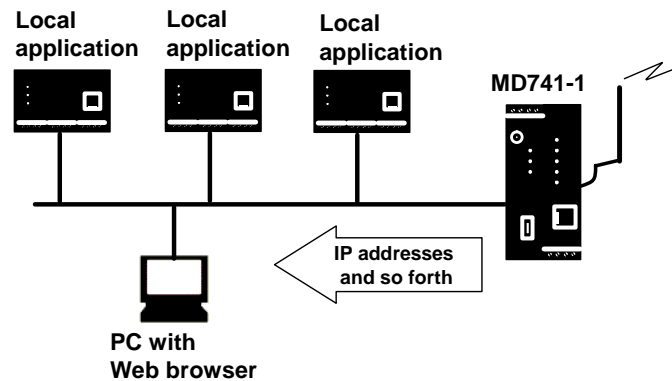 Local
application
Local
application
Local
application
MD741-1
IP addresses
and so forth
PC with
Web browser